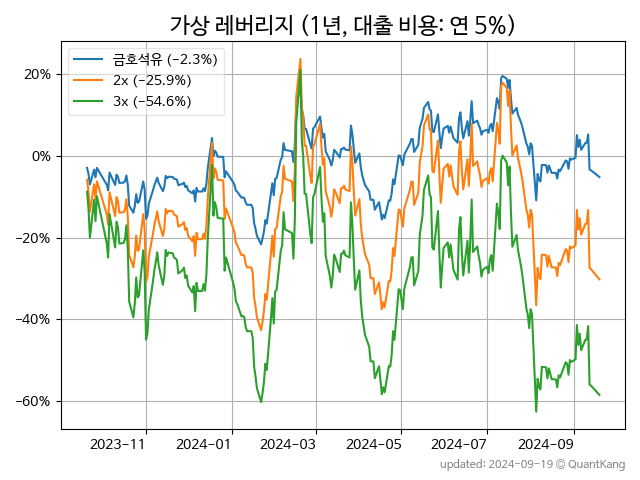 가상 레버리지 (1년, 대출 비용: 연 5%)
금호석유 (−2.3%)
2x (−25.9%)
3x (−54.6%)
20%
0%
−20%
−40%
−60%
2023-11 2024-01 2024-03 2024-05 2024-07 2024-09
updated: 2024-09-19 © QuantKang